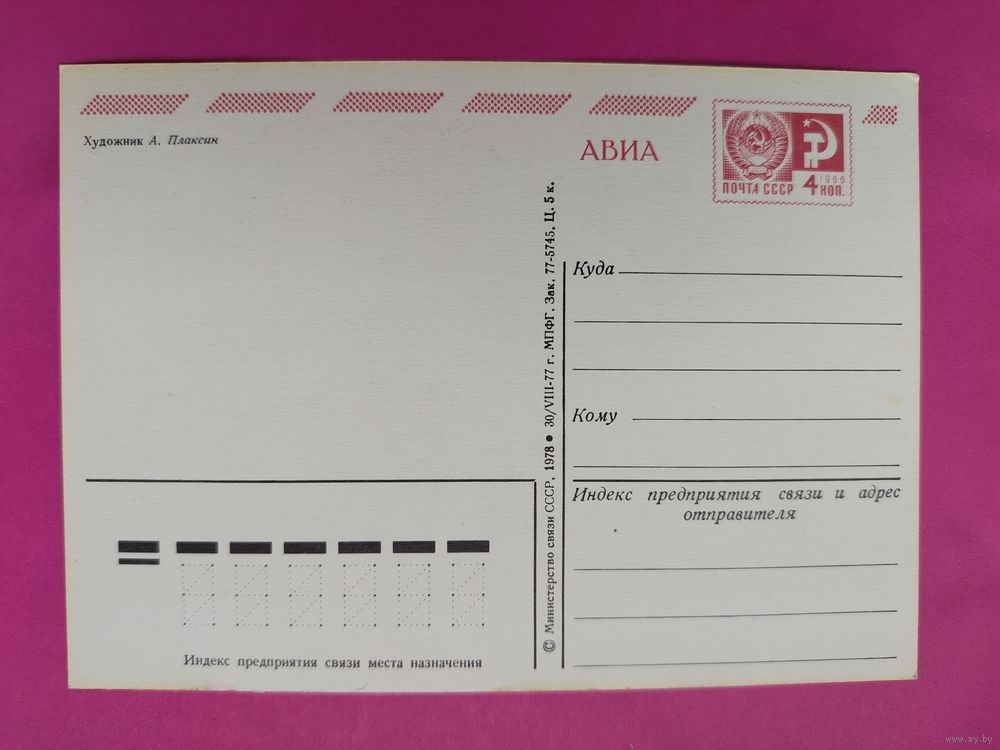 Художник А. Плаксин
АВИА
ПОЧТА СССР
4 1966
КОП.
© Министерство связи СССР, 1978 ● 30/VIII-77 г. МПФГ. Зак. 77-5745. Ц. 5 к.
Куда
Кому
Индекс предприятия связи и адрес
отправителя
Индекс предприятия связи места назначения
www.ay.by